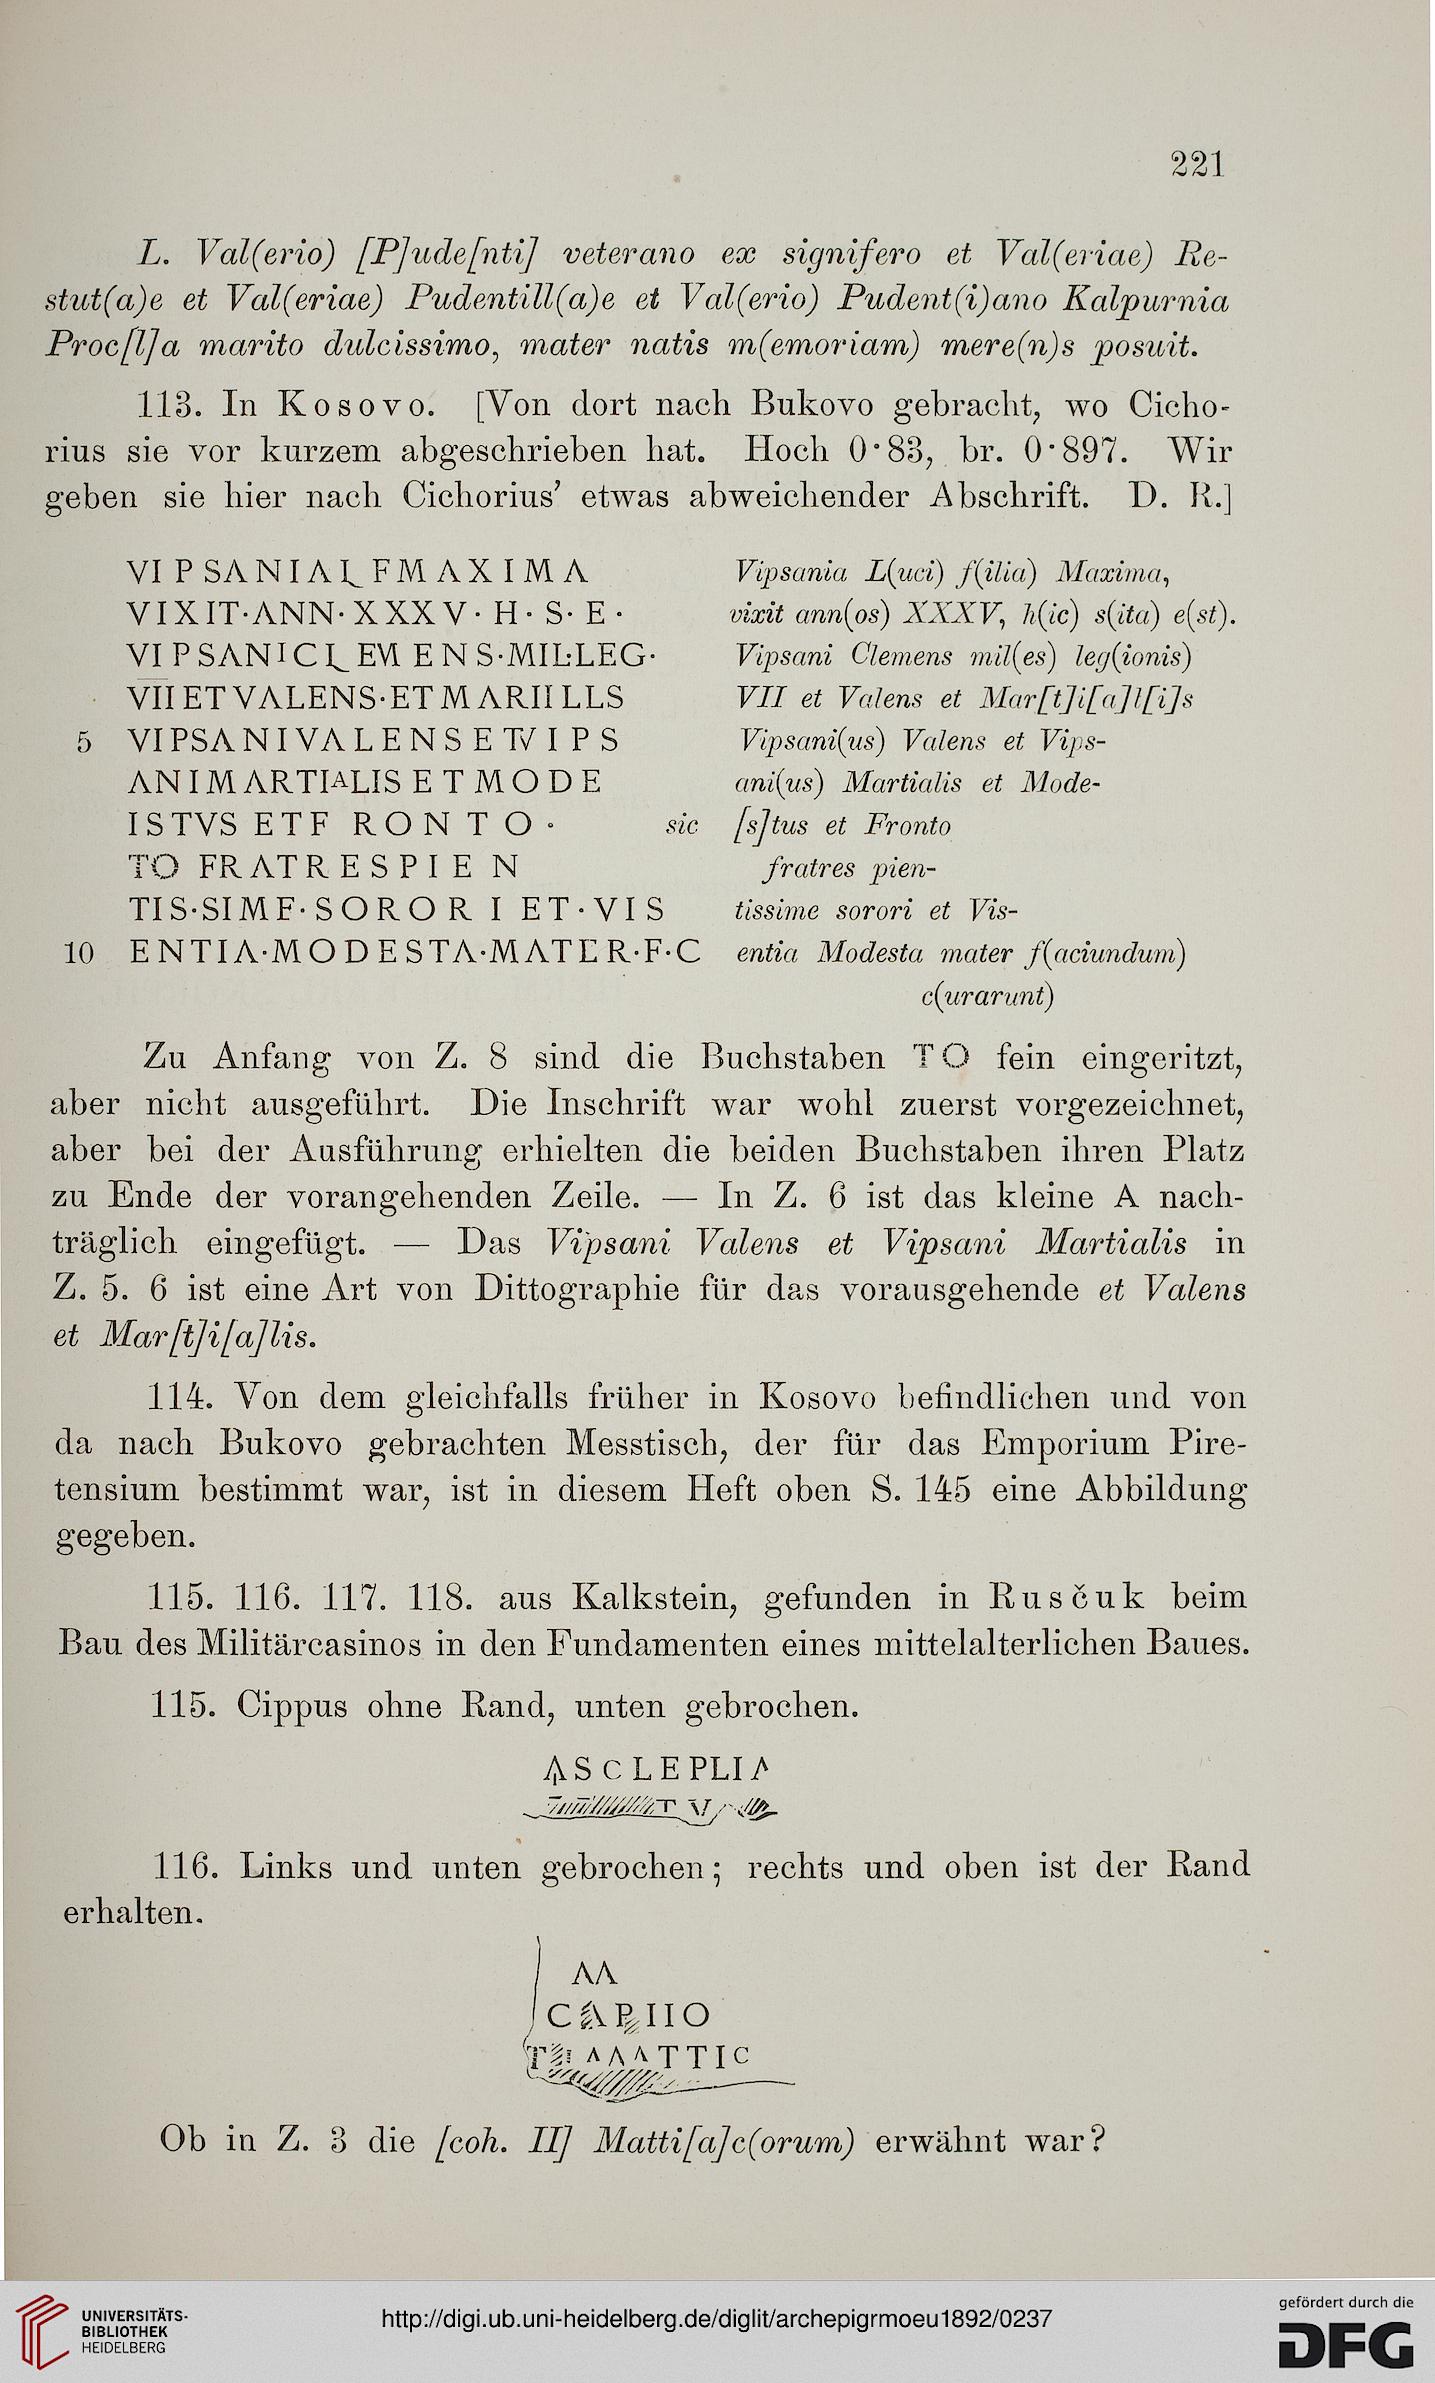 221
L. Val(erio) [P]ude[nti] veterano ex signifero et Val(eriae) Re-
stut(a)e et Val(eriae) Pudentill(a)e et Val(erio) Pudent(i)ano Kalpurnia
Proc[l]a marito dulcissimo, mater natis m(emoriam) mere(n)s posuit.
113. In Kosovo. [Von dort nach Bukovo gebracht, wo Cicho-
rius sie vor kurzem abgeschrieben hat. Hoch 0·83, br. 0·897. Wir
geben sie hier nach Cichorius’ etwas abweichender Abschrift. D. R.]
VIPSANIALFMAXIMA Vipsania L(uci) f(ilia) Maxima,
VIXIT·ANN·XXXV·H·S·E· vixit ann(os) XXXV, h(ic) s(ita) e(st).
VIPSANICLEMENS·MIL·LEG· Vipsani Clemens mil(es) leg(ionis)
VIIETVALENS·ETMARIILLS VII et Valens et Mar[t]i[a]l[i]s
5 VIPSANIVALENSETVIPS Vipsani(us) Valens et Vips-
ANIMARTIALISETMODE ani(us) Martialis et Mode-
ISTVS ETF RONTO· sic [s]tus et Fronto
TO FRATRESPIEN fratres pien-
TIS·SIMF·SORORI ET·VIS tissime sorori et Vis-
10 ENTIA·MODESTA·MATER·F·C entia Modesta mater f(aciundum)
c(urarunt)
Zu Anfang von Z. 8 sind die Buchstaben TO fein eingeritzt,
aber nicht ausgeführt. Die Inschrift war wohl zuerst vorgezeichnet,
aber bei der Ausführung erhielten die beiden Buchstaben ihren Platz
zu Ende der vorangehenden Zeile. — In Z. 6 ist das kleine A nach-
träglich eingefügt. — Das Vipsani Valens et Vipsani Martialis in
Z. 5. 6 ist eine Art von Dittographie für das vorausgehende et Valens
et Mar[t]i[a]lis.
114. Von dem gleichfalls früher in Kosovo befindlichen und von
da nach Bukovo gebrachten Messtisch, der für das Emporium Pire-
tensium bestimmt war, ist in diesem Heft oben S. 145 eine Abbildung
gegeben.
115. 116. 117. 118. aus Kalkstein, gefunden in Rusčuk beim
Bau des Militärcasinos in den Fundamenten eines mittelalterlichen Baues.
115. Cippus ohne Rand, unten gebrochen.
ASCLEPLIA
TV
116. Links und unten gebrochen; rechts und oben ist der Rand
erhalten.
ΛΛ
CAPIIO
ΛΛΛTTIC
Ob in Z. 3 die [coh. II] Matti[a]c(orum) erwähnt war?
UNIVERSITÄTS-
BIBLIOTHEK
HEIDELBERG
http://digi.ub.uni-heidelberg.de/diglit/archepigrmoeu1892/0237
gefördert durch die
DFG